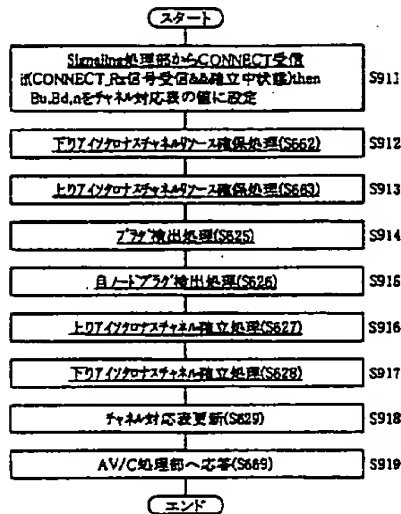 スタート
Signaling処理部からCONNECT受信
if(CONNECT_Rx信号受信&&確立中状態)then
Bu,Bd,nをチャネル対応表の値に設定
S911
下りアイソクロナスチャネルリソース確保処理(S662)
S912
上りアイソクロナスチャネルリソース確保処理(S663)
S913
プラグ検出処理(S625)
S914
自ノードプラグ検出処理(S626)
S915
上りアイソクロナスチャネル確立処理(S627)
S916
下りアイソクロナスチャネル確立処理(S628)
S917
チャネル対応表更新(S629)
S918
AV/C処理部へ応答(S669)
S919
エンド